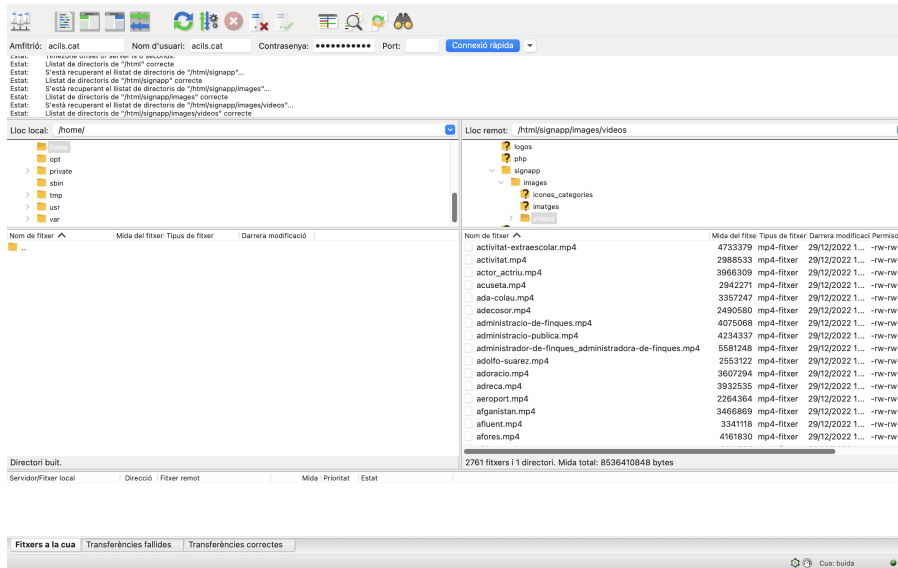 Amfitrió: acils.cat Nom d'usuari: acils.cat Contrasenya: ●●●●●●●●●●● Port: Connexió ràpida
Estat: Timezone offset of server is 0 seconds.
Estat: Llistat de directoris de "/html" correcte
Estat: S'està recuperant el llistat de directoris de "/html/signapp"...
Estat: Llistat de directoris de "/html/signapp" correcte
Estat: S'està recuperant el llistat de directoris de "/html/signapp/images"...
Estat: Llistat de directoris de "/html/signapp/images" correcte
Estat: S'està recuperant el llistat de directoris de "/html/signapp/images/videos"...
Estat: Llistat de directoris de "/html/signapp/images/videos" correcte
Lloc local: /home/
home
opt
private
sbin
tmp
usr
var
Nom de fitxer Mida del fitxer Tipus de fitxer Darrera modificació
..
Directori buit.
Lloc remot: /html/signapp/images/videos
logos
php
signapp
images
icones_categories
imatges
videos
Nom de fitxer Mida del fitxe Tipus de fitxer Darrera modificaci Permiso
activitat-extraescolar.mp4 4733379 mp4-fitxer 29/12/2022 1... -rw-rw-
activitat.mp4 2988533 mp4-fitxer 29/12/2022 1... -rw-rw-
actor_actriu.mp4 3966309 mp4-fitxer 29/12/2022 1... -rw-rw-
acuseta.mp4 2942271 mp4-fitxer 29/12/2022 1... -rw-rw-
ada-colau.mp4 3357247 mp4-fitxer 29/12/2022 1... -rw-rw-
adecosor.mp4 2490580 mp4-fitxer 29/12/2022 1... -rw-rw-
administracio-de-finques.mp4 4075068 mp4-fitxer 29/12/2022 1... -rw-rw-
administracio-publica.mp4 4234337 mp4-fitxer 29/12/2022 1... -rw-rw-
administrador-de-finques_administradora-de-finques.mp4 5581248 mp4-fitxer 29/12/2022 1... -rw-rw-
adolfo-suarez.mp4 2553122 mp4-fitxer 29/12/2022 1... -rw-rw-
adoracio.mp4 3607294 mp4-fitxer 29/12/2022 1... -rw-rw-
adreca.mp4 3932535 mp4-fitxer 29/12/2022 1... -rw-rw-
aeroport.mp4 2264364 mp4-fitxer 29/12/2022 1... -rw-rw-
afganistan.mp4 3466869 mp4-fitxer 29/12/2022 1... -rw-rw-
afluent.mp4 3341118 mp4-fitxer 29/12/2022 1... -rw-rw-
afores.mp4 4161830 mp4-fitxer 29/12/2022 1... -rw-rw-
2761 fitxers i 1 directori. Mida total: 8536410848 bytes
Servidor/Fitxer local Direcció Fitxer remot Mida Prioritat Estat
Fitxers a la cua Transferències fallides Transferències correctes
Cua: buida